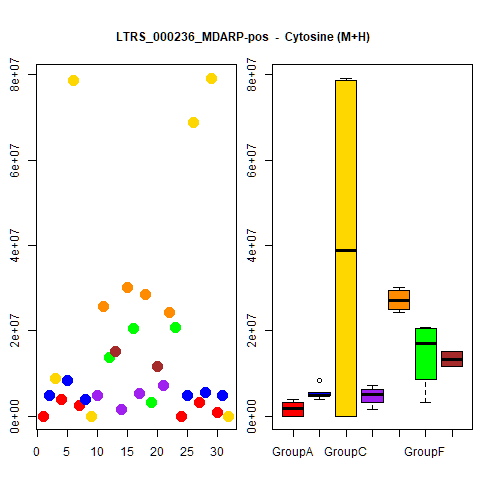 LTRS_000236_MDARP-pos - Cytosine (M+H)
8e+07
6e+07
4e+07
2e+07
0e+00
0 5 10 15 20 25 30
8e+07
6e+07
4e+07
2e+07
0e+00
GroupA GroupC GroupF